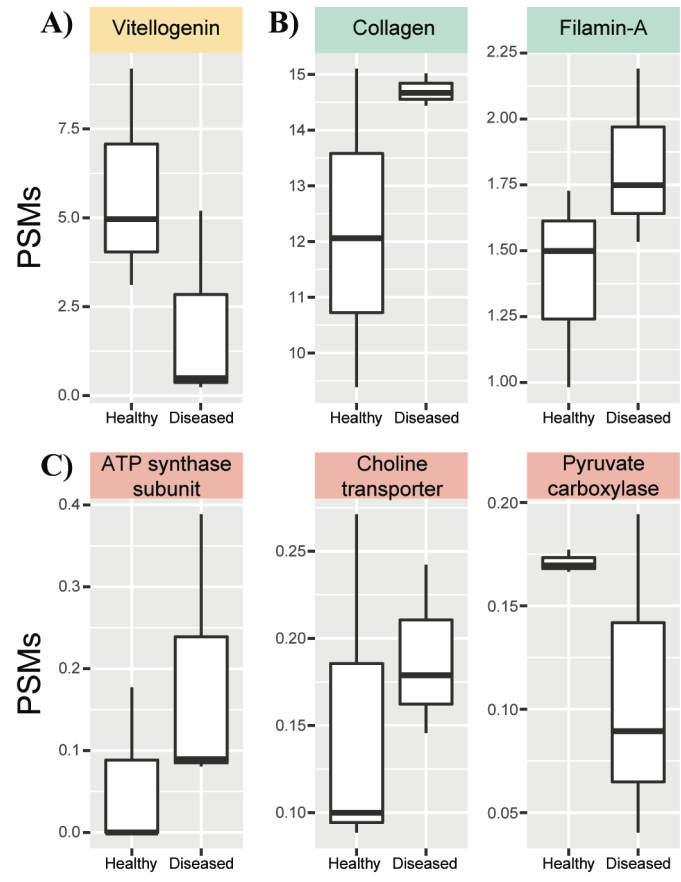 A)
Vitellogenin
B)
Collagen
Filamin-A
PSMs
7.5
5.0
2.5
0.0
Healthy Diseased
15
14
13
12
11
10
Healthy Diseased
2.25
2.00
1.75
1.50
1.25
1.00
Healthy Diseased
C)
ATP synthase
subunit
Choline
transporter
Pyruvate
carboxylase
PSMs
0.4
0.3
0.2
0.1
0.0
Healthy Diseased
0.25
0.20
0.15
0.10
Healthy Diseased
0.20
0.15
0.10
0.05
Healthy Diseased